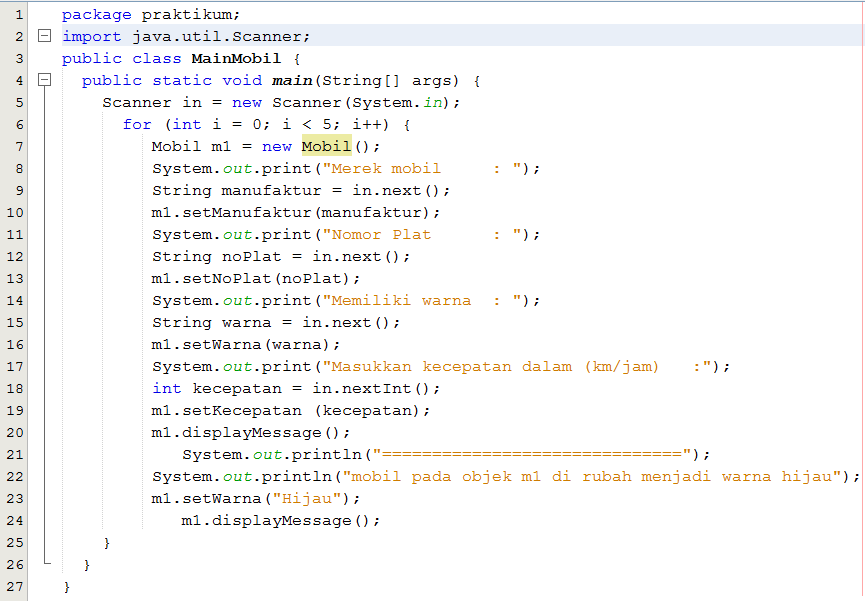 1 package praktikum;
2 import java.util.Scanner;
3 public class MainMobil {
4 public static void main(String[] args) {
5 Scanner in = new Scanner(System.in);
6 for (int i = 0; i < 5; i++) {
7 Mobil m1 = new Mobil();
8 System.out.print("Merek mobil     : ");
9 String manufaktur = in.next();
10 m1.setManufaktur(manufaktur);
11 System.out.print("Nomor Plat      : ");
12 String noPlat = in.next();
13 m1.setNoPlat(noPlat);
14 System.out.print("Memiliki warna  : ");
15 String warna = in.next();
16 m1.setWarna(warna);
17 System.out.print("Masukkan kecepatan dalam (km/jam)   :");
18 int kecepatan = in.nextInt();
19 m1.setKecepatan (kecepatan);
20 m1.displayMessage();
21 System.out.println("==============================");
22 System.out.println("mobil pada objek m1 di rubah menjadi warna hijau");
23 m1.setWarna("Hijau");
24 m1.displayMessage();
25 }
26 }
27 }